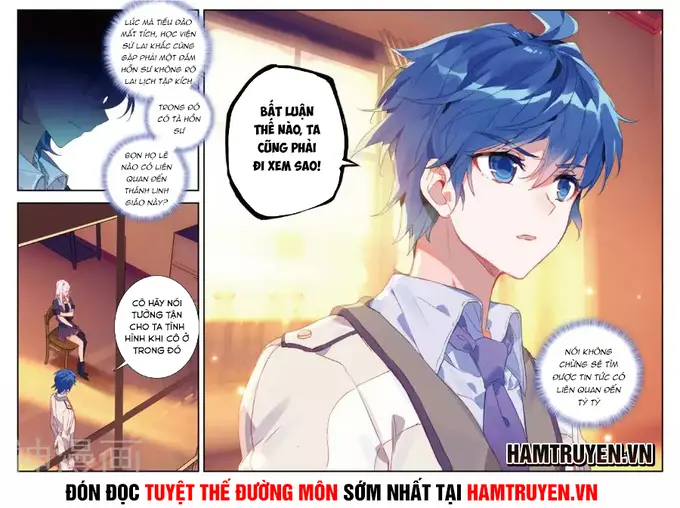 LÚC MÀ TIỂU ĐÀO
MẤT TÍCH, HỌC VIỆN
SỬ LAI KHẮC CŨNG
GẶP PHẢI MỘT ĐÁM
HỒN SƯ KHÔNG RÕ
LAI LỊCH TẬP KÍCH
TRONG ĐÓ
CÓ TÀ HỒN
SƯ
BỌN HỌ LẼ
NÀO CÓ LIÊN
QUAN ĐẾN
THÁNH LINH
GIÁO NÀY?
CÔ HÃY NÓI
TƯỜNG TẬN
CHO TA TÌNH
HÌNH KHI CÔ Ở
TRONG ĐÓ
BẤT LUẬN
THẾ NÀO, TA
CŨNG PHẢI
ĐI XEM SAO!
NÓI KHÔNG
CHỪNG SẼ TÌM
ĐƯỢC TIN TỨC CÓ
LIÊN QUAN ĐẾN
TỶ TỶ
神漫画
HAMTRUYEN.VN
ĐÓN ĐỌC TUYỆT THẾ ĐƯỜNG MÔN SỚM NHẤT TẠI HAMTRUYEN.VN